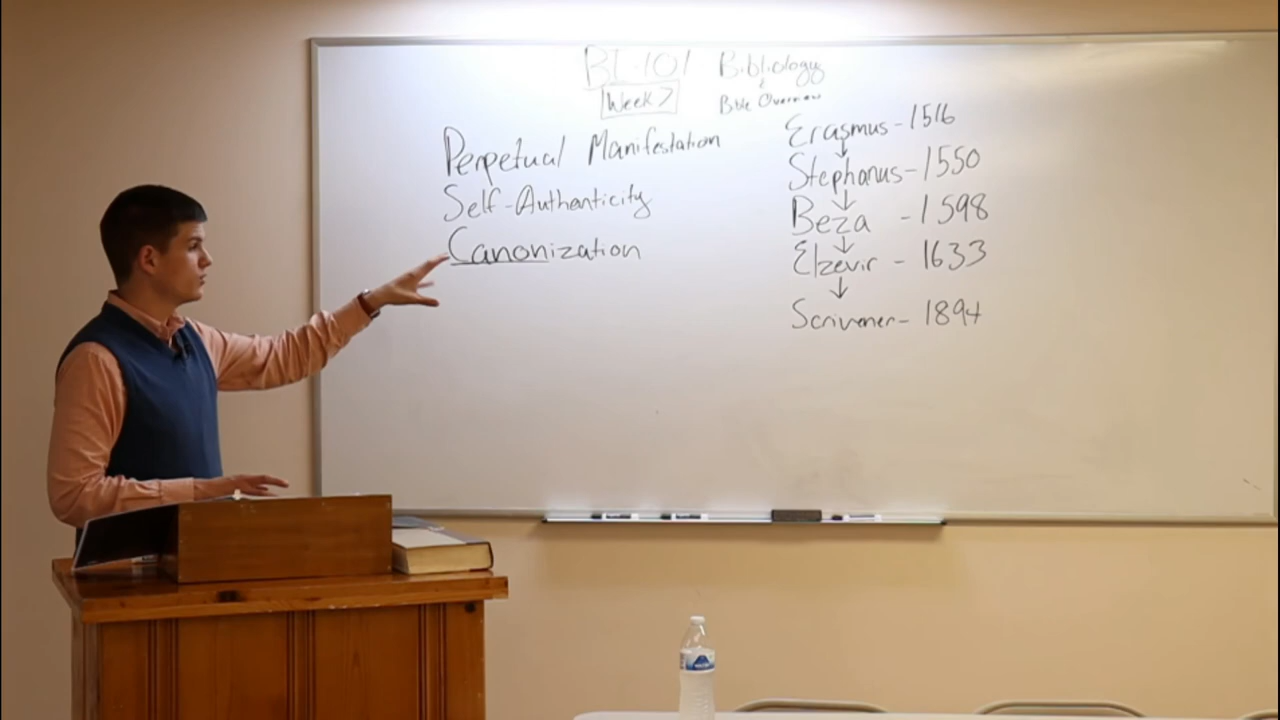 BI-101 Bibliology
Week 7 & Bible Overview
Perpetual Manifestation
Self-Authenticity
Canonization
Erasmus - 1516
↓
Stephanus - 1550
↓
Beza - 1598
↓
Elzevir - 1633
↓
Scrivener - 1894